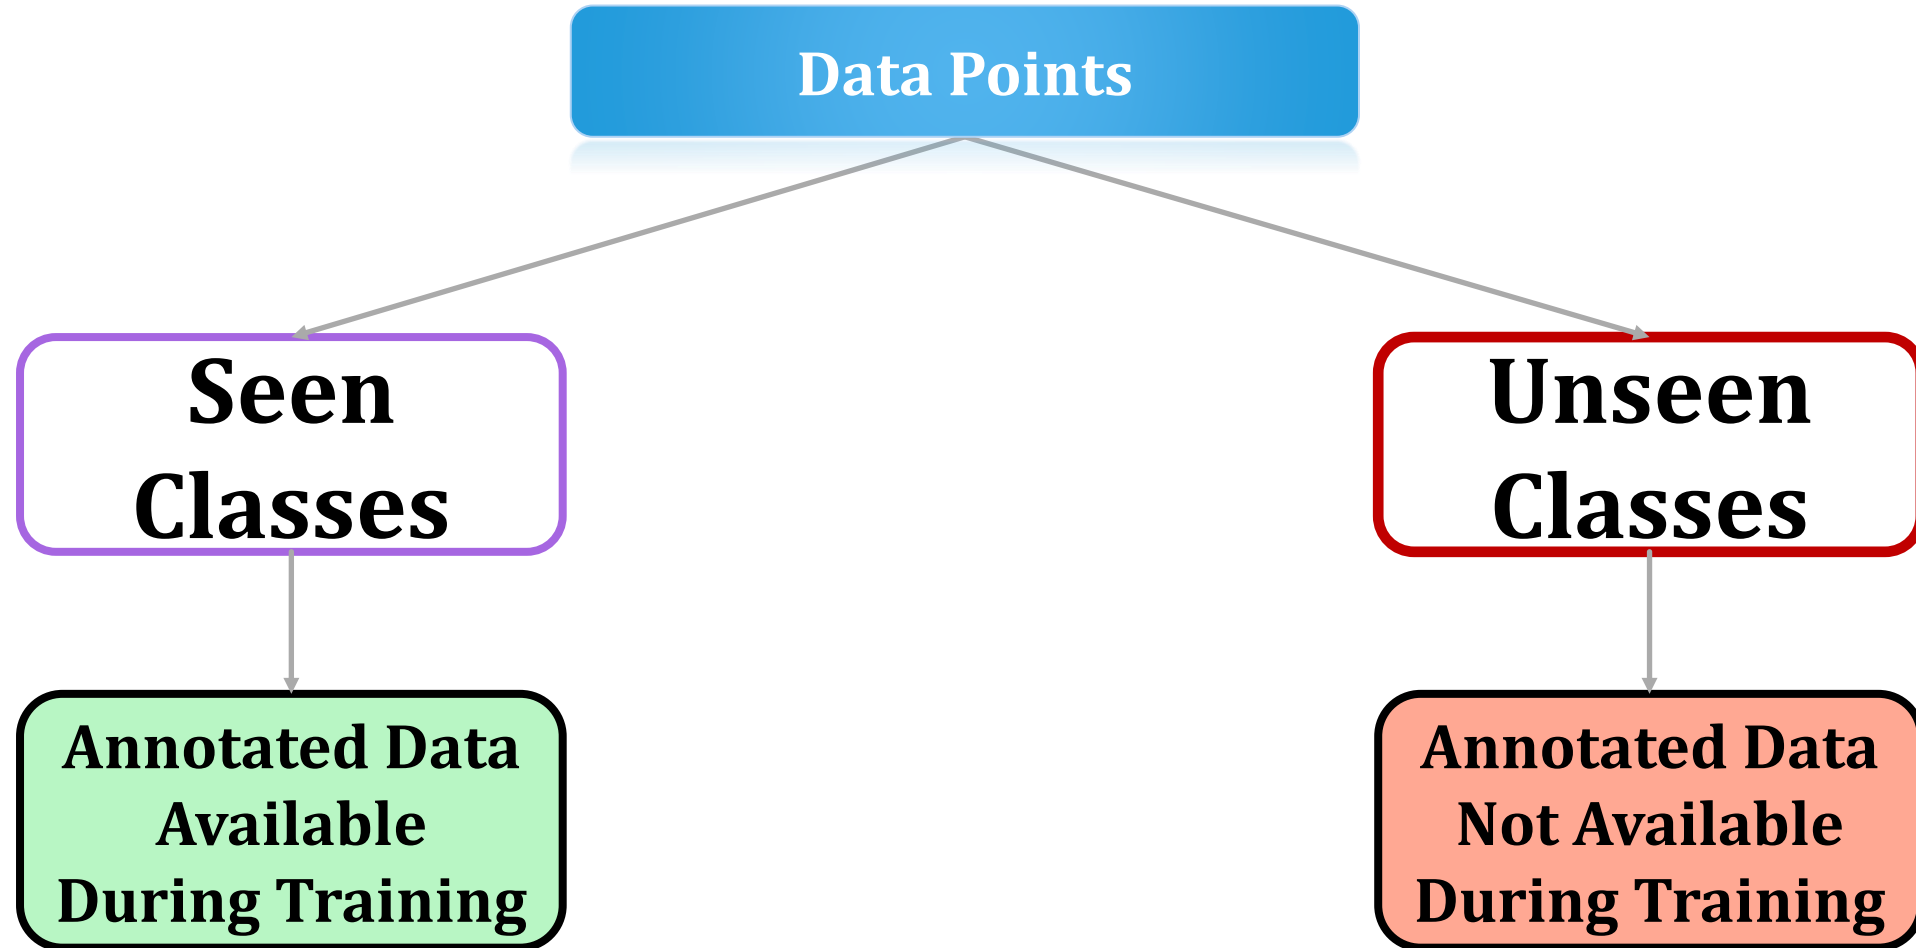 Data Points
Seen
Classes
Unseen
Classes
Annotated Data
Available
During Training
Annotated Data
Not Available
During Training